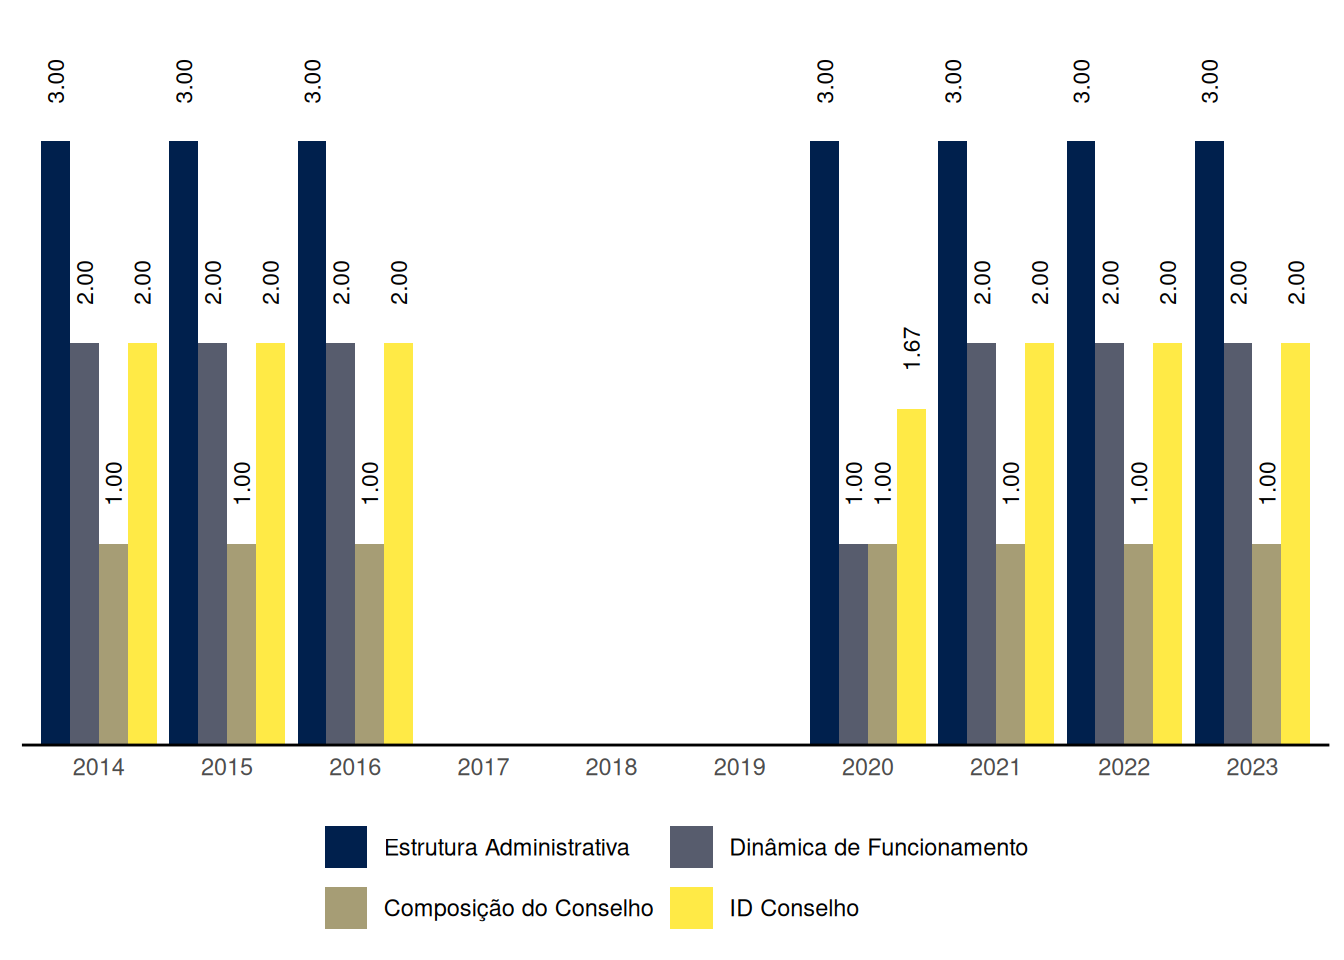 3.00 3.00 3.00 3.00 3.00 3.00 3.00
2.00 2.00 2.00 2.00 2.00 2.00 2.00 2.00 2.00 2.00 2.00 2.00
1.67
1.00 1.00 1.00 1.00 1.00 1.00 1.00 1.00
2014 2015 2016 2017 2018 2019 2020 2021 2022 2023
Estrutura Administrativa Dinâmica de Funcionamento
Composição do Conselho ID Conselho